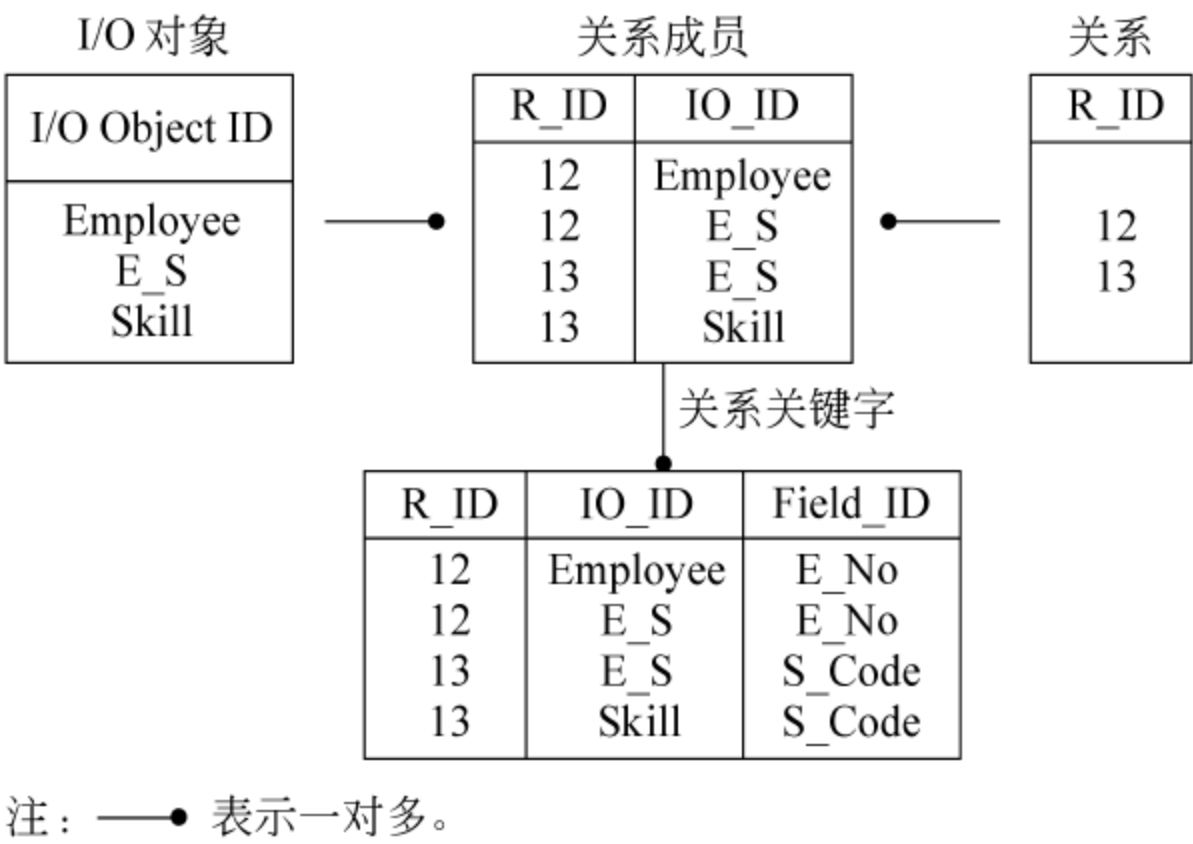 I/O 对象
关系成员
关系
I/O Object ID
Employee
E_S
Skill
R_ID IO_ID
12 Employee
12 E_S
13 E_S
13 Skill
R_ID
12
13
关系关键字
R_ID IO_ID Field_ID
12 Employee E_No
12 E_S E_No
13 E_S S_Code
13 Skill S_Code
注： 表示一对多。